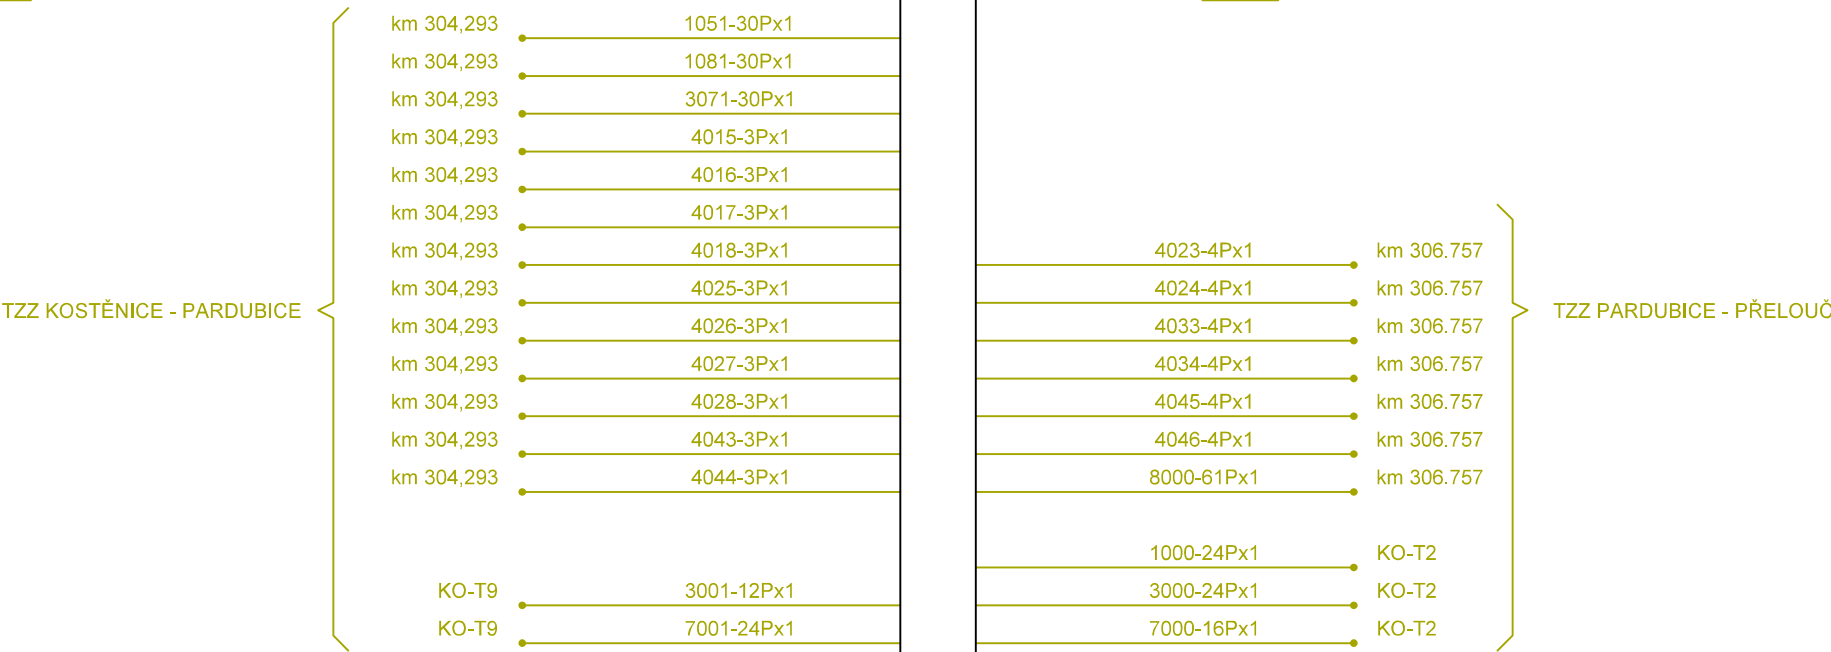 km 304,293 1051-30Px1
km 304,293 1081-30Px1
km 304,293 3071-30Px1
km 304,293 4015-3Px1
km 304,293 4016-3Px1
km 304,293 4017-3Px1
km 304,293 4018-3Px1 4023-4Px1 km 306.757
km 304,293 4025-3Px1 4024-4Px1 km 306.757
TZZ KOSTĚNICE - PARDUBICE TZZ PARDUBICE - PŘELOUČ
km 304,293 4026-3Px1 4033-4Px1 km 306.757
km 304,293 4027-3Px1 4034-4Px1 km 306.757
km 304,293 4028-3Px1 4045-4Px1 km 306.757
km 304,293 4043-3Px1 4046-4Px1 km 306.757
km 304,293 4044-3Px1 8000-61Px1 km 306.757
1000-24Px1 KO-T2
KO-T9 3001-12Px1 3000-24Px1 KO-T2
KO-T9 7001-24Px1 7000-16Px1 KO-T2